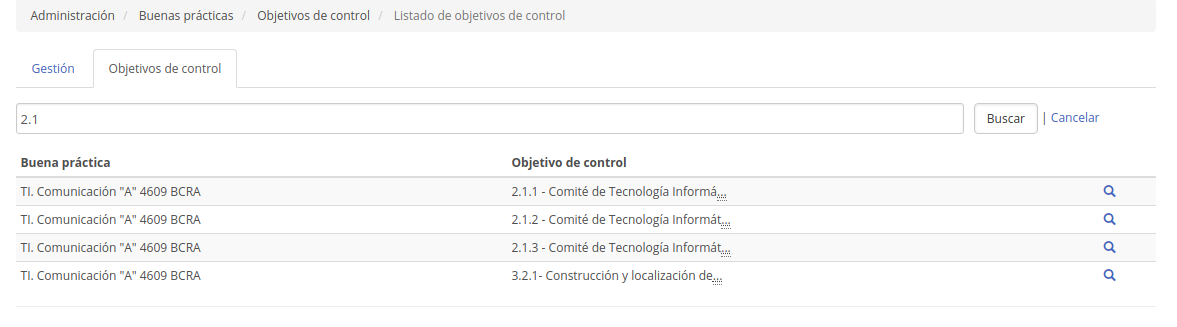 Administración / Buenas prácticas / Objetivos de control / Listado de objetivos de control
Gestión Objetivos de control
2.1 Buscar | Cancelar
Buena práctica Objetivo de control
TI. Comunicación "A" 4609 BCRA 2.1.1 - Comité de Tecnología Informá...
TI. Comunicación "A" 4609 BCRA 2.1.2 - Comité de Tecnología Informát...
TI. Comunicación "A" 4609 BCRA 2.1.3 - Comité de Tecnología Informát...
TI. Comunicación "A" 4609 BCRA 3.2.1- Construcción y localización de...